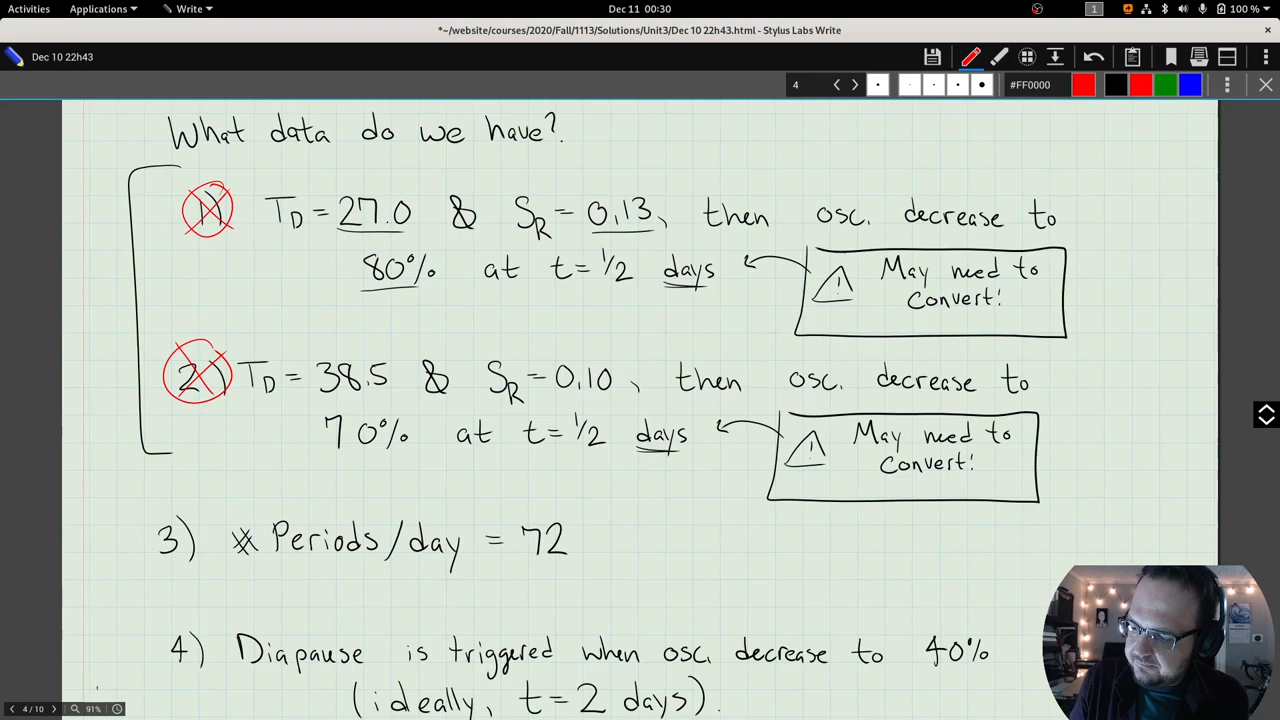 Activities Applications Write Dec 11 00:30 1 100 %
*~/website/courses/2020/Fall/1113/Solutions/Unit3/Dec 10 22h43.html - Stylus Labs Write
Dec 10 22h43
4 #FF0000
What data do we have?
1) T_D = 27.0 & S_R = 0.13, then osc. decrease to
80% at t = 1/2 days
May need to
Convert!
2) T_D = 38.5 & S_R = 0.10, then osc. decrease to
70% at t = 1/2 days
May need to
Convert!
3) # Periods/day = 72
4) Diapause is triggered when osc. decrease to 40%
(ideally, t = 2 days).
4 / 10 91%